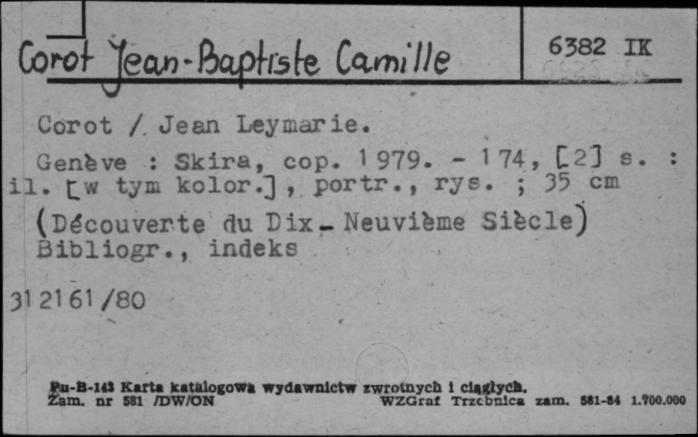 Corot Jean-Baptiste Camille
6382 IK
Corot / Jean Leymarie.
Genève : Skira, cop. 1979. - 174, [2] s. :
il. [w tym kolor.], portr., rys. ; 35 cm
(Découverte du Dix-Neuvième Siècle)
Bibliogr., indeks
312161/80
Pu-B-143 Karta katalogowa wydawnictw zwrotnych i ciągłych.
Zam. nr 581 /DW/ON WZGraf Trzebnica zam. 581-84 1.700.000